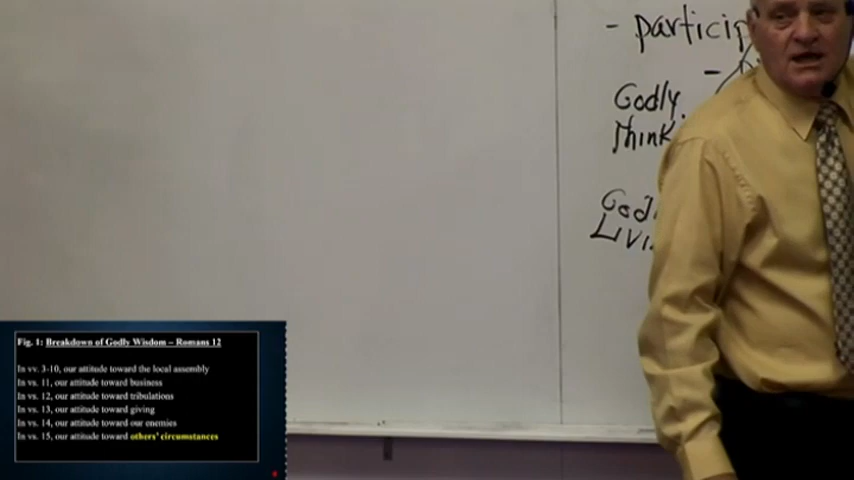 - particip
Godly
Think
God
Livi
Fig. 1: Breakdown of Godly Wisdom – Romans 12
In vv. 3-10, our attitude toward the local assembly
In vs. 11, our attitude toward business
In vs. 12, our attitude toward tribulations
In vs. 13, our attitude toward giving
In vs. 14, our attitude toward our enemies
In vs. 15, our attitude toward others' circumstances